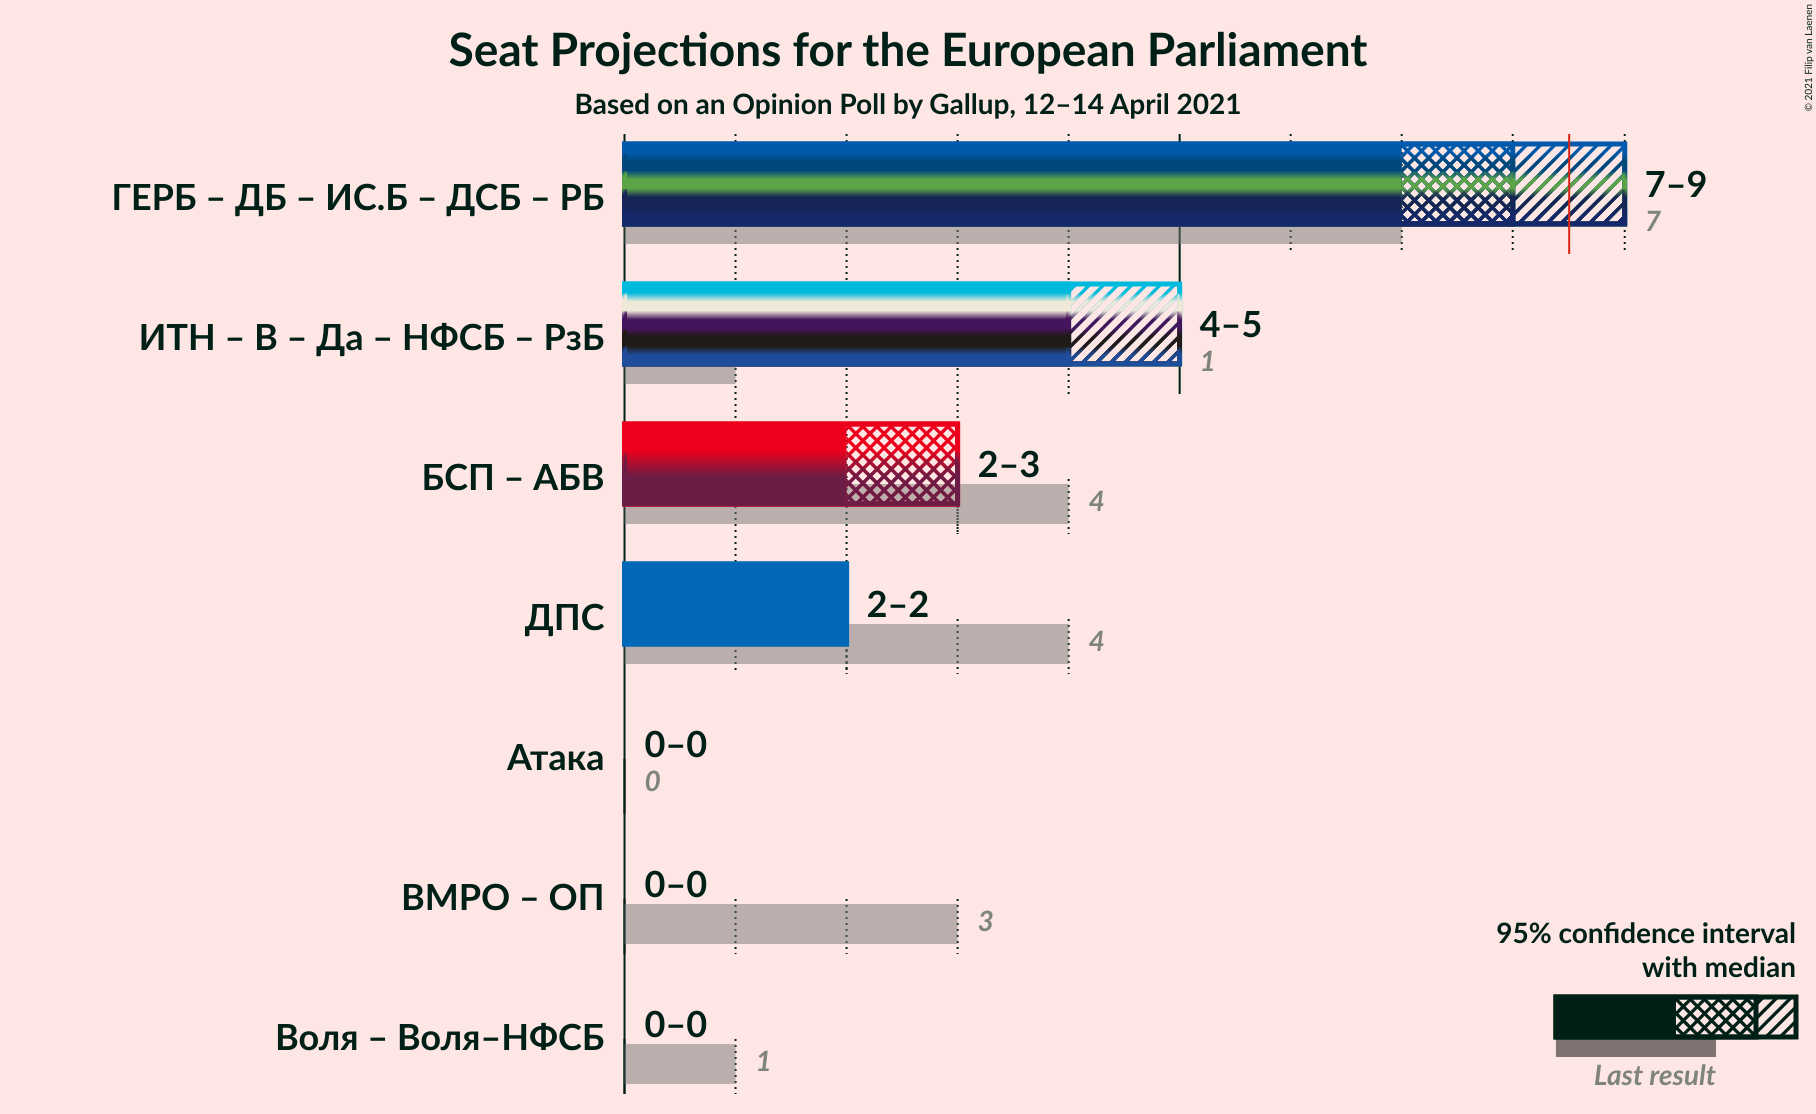 Seat Projections for the European Parliament
Based on an Opinion Poll by Gallup, 12–14 April 2021
© 2021 Filip van Laenen
ГЕРБ – ДБ – ИС.Б – ДСБ – РБ
7–9
7
ИТН – В – Да – НФСБ – РзБ
4–5
1
БСП – АБВ
2–3
4
ДПС
2–2
4
Атака
0–0
0
ВМРО – ОП
0–0
3
Воля – Воля–НФСБ
0–0
1
95% confidence interval
with median
Last result